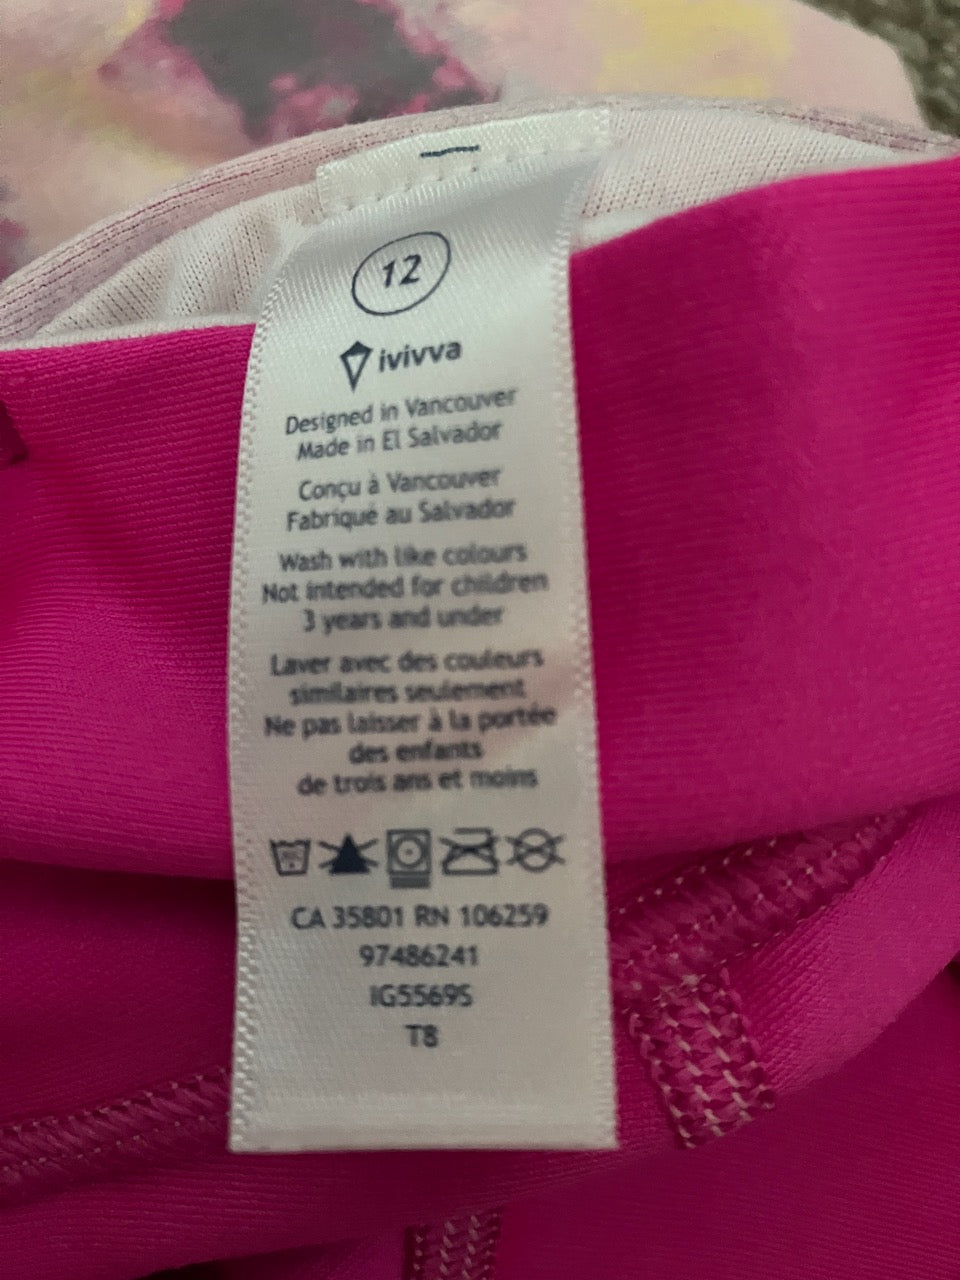 12
ivivva
Designed in Vancouver
Made in El Salvador
Conçu à Vancouver
Fabriqué au Salvador
Wash with like colours
Not intended for children
3 years and under
Laver avec des couleurs
similaires seulement
Ne pas laisser à la portée
des enfants
de trois ans et moins
CA 35801 RN 106259
97486241
IG5569S
T8